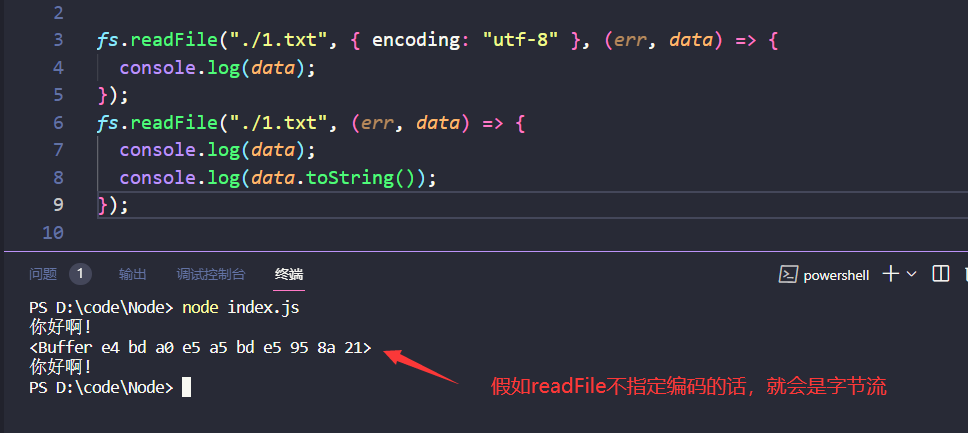 2
3 fs.readFile("./1.txt", { encoding: "utf-8" }, (err, data) => {
4 console.log(data);
5 });
6 fs.readFile("./1.txt", (err, data) => {
7 console.log(data);
8 console.log(data.toString());
9 });
10
问题 1 输出 调试控制台 终端 powershell
PS D:\code\Node> node index.js
你好啊!
<Buffer e4 bd a0 e5 a5 bd e5 95 8a 21>
你好啊!
PS D:\code\Node>
假如readFile不指定编码的话，就会是字节流